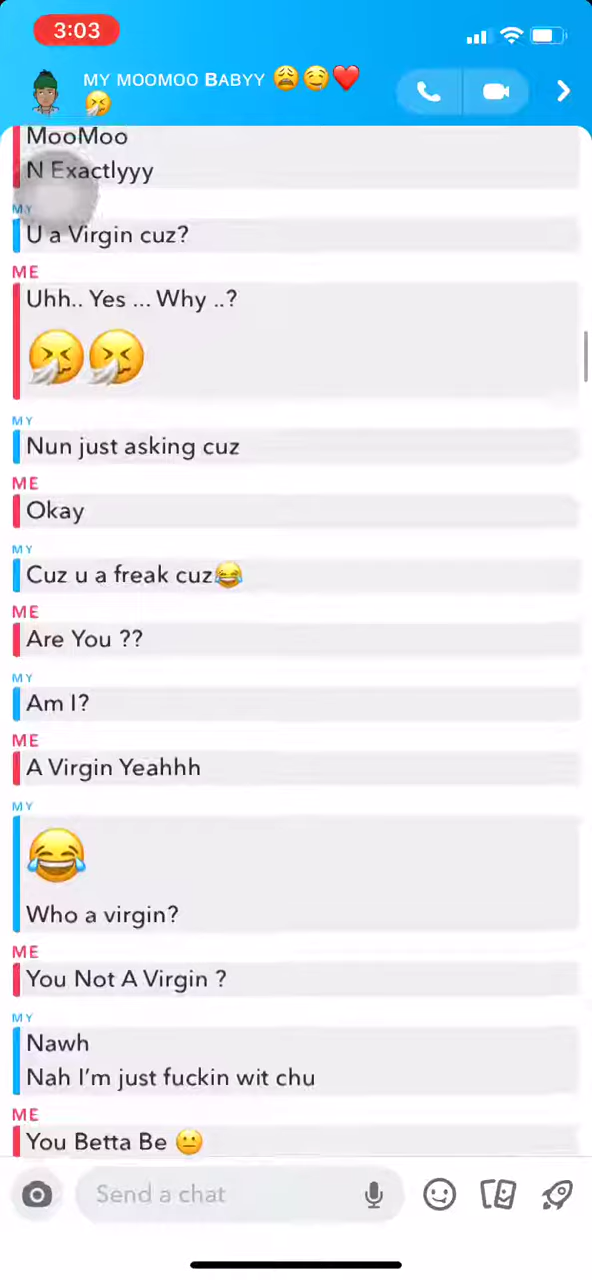 3:03
MY MOOMOO BABYY 😩🤤❤️
🤧
MooMoo
N Exactlyyy
MY
U a Virgin cuz?
ME
Uhh.. Yes ... Why ..?
🤧🤧
MY
Nun just asking cuz
ME
Okay
MY
Cuz u a freak cuz😂
ME
Are You ??
MY
Am I?
ME
A Virgin Yeahhh
MY
😂
Who a virgin?
ME
You Not A Virgin ?
MY
Nawh
Nah I'm just fuckin wit chu
ME
You Betta Be 😐
Send a chat